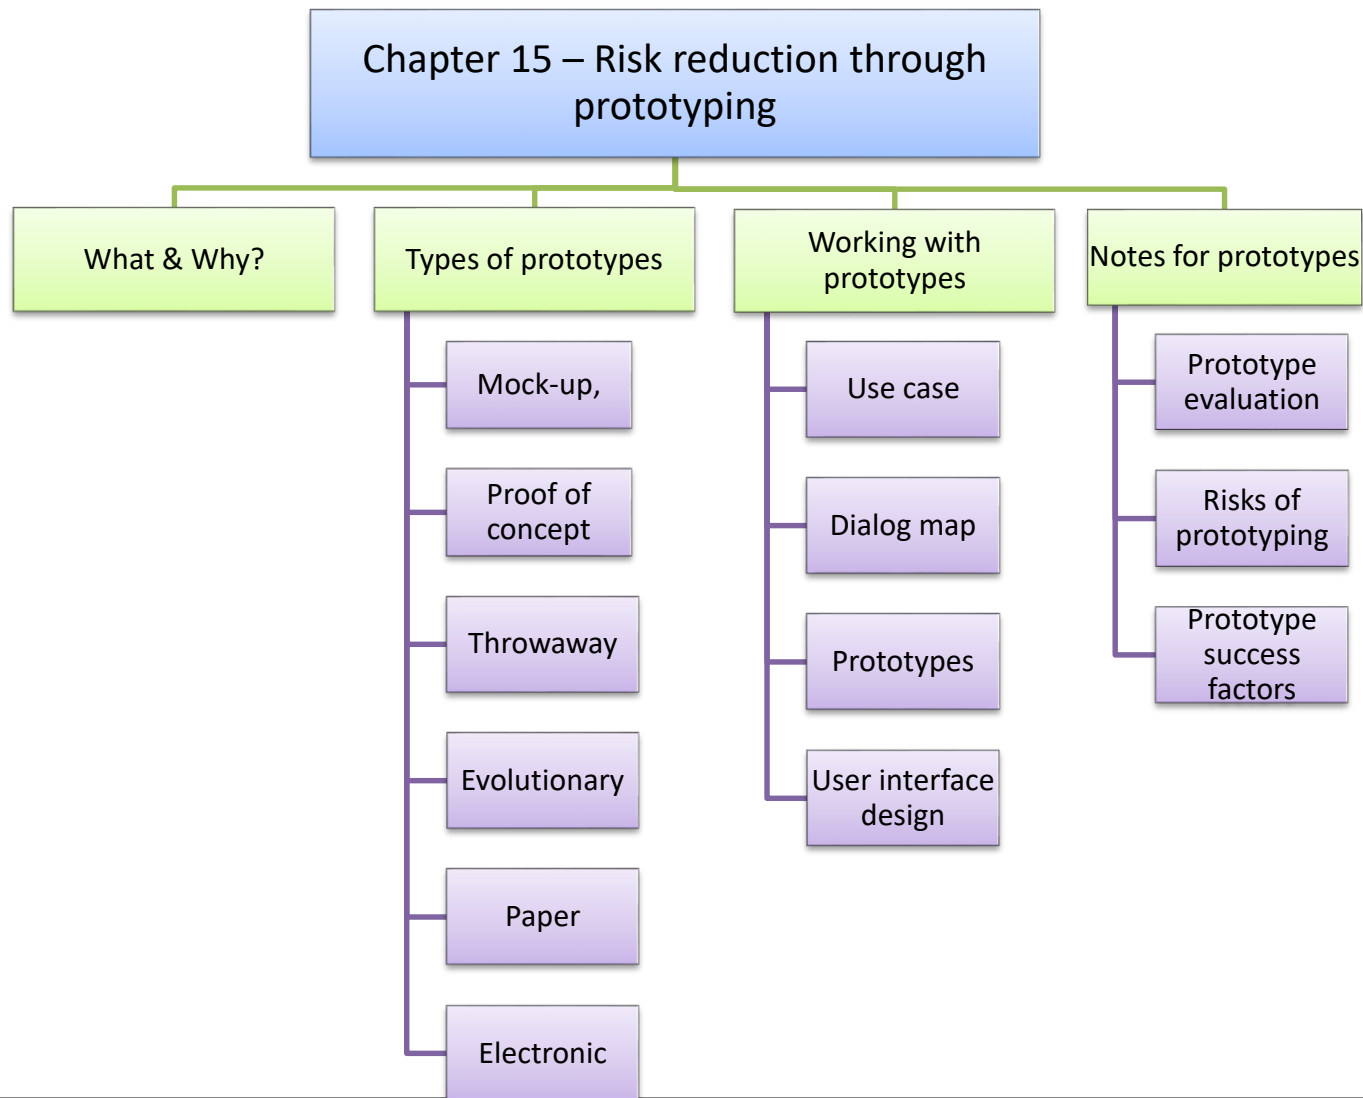 Chapter 15 – Risk reduction through
prototyping
What & Why?
Types of prototypes
Mock-up,
Proof of
concept
Throwaway
Evolutionary
Paper
Electronic
Working with
prototypes
Use case
Dialog map
Prototypes
User interface
design
Notes for prototypes
Prototype
evaluation
Risks of
prototyping
Prototype
success
factors